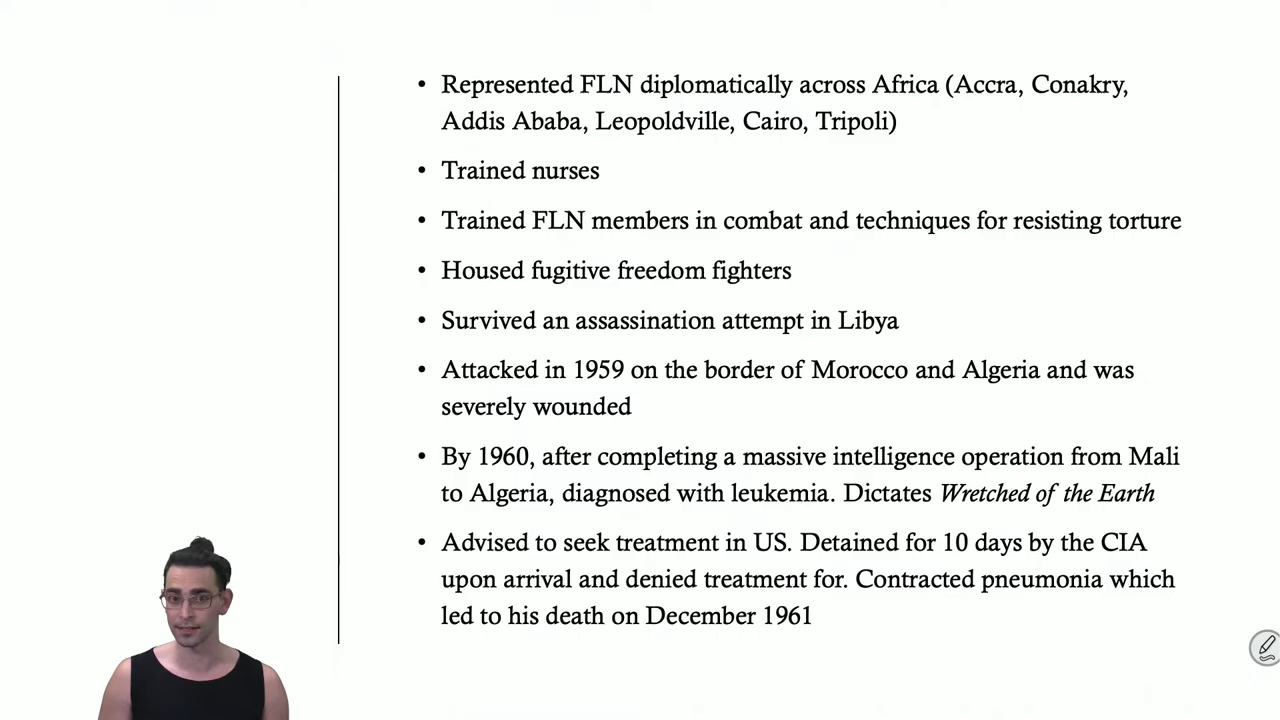 • Represented FLN diplomatically across Africa (Accra, Conakry,
Addis Ababa, Leopoldville, Cairo, Tripoli)
• Trained nurses
• Trained FLN members in combat and techniques for resisting torture
• Housed fugitive freedom fighters
• Survived an assassination attempt in Libya
• Attacked in 1959 on the border of Morocco and Algeria and was
severely wounded
• By 1960, after completing a massive intelligence operation from Mali
to Algeria, diagnosed with leukemia. Dictates Wretched of the Earth
• Advised to seek treatment in US. Detained for 10 days by the CIA
upon arrival and denied treatment for. Contracted pneumonia which
led to his death on December 1961